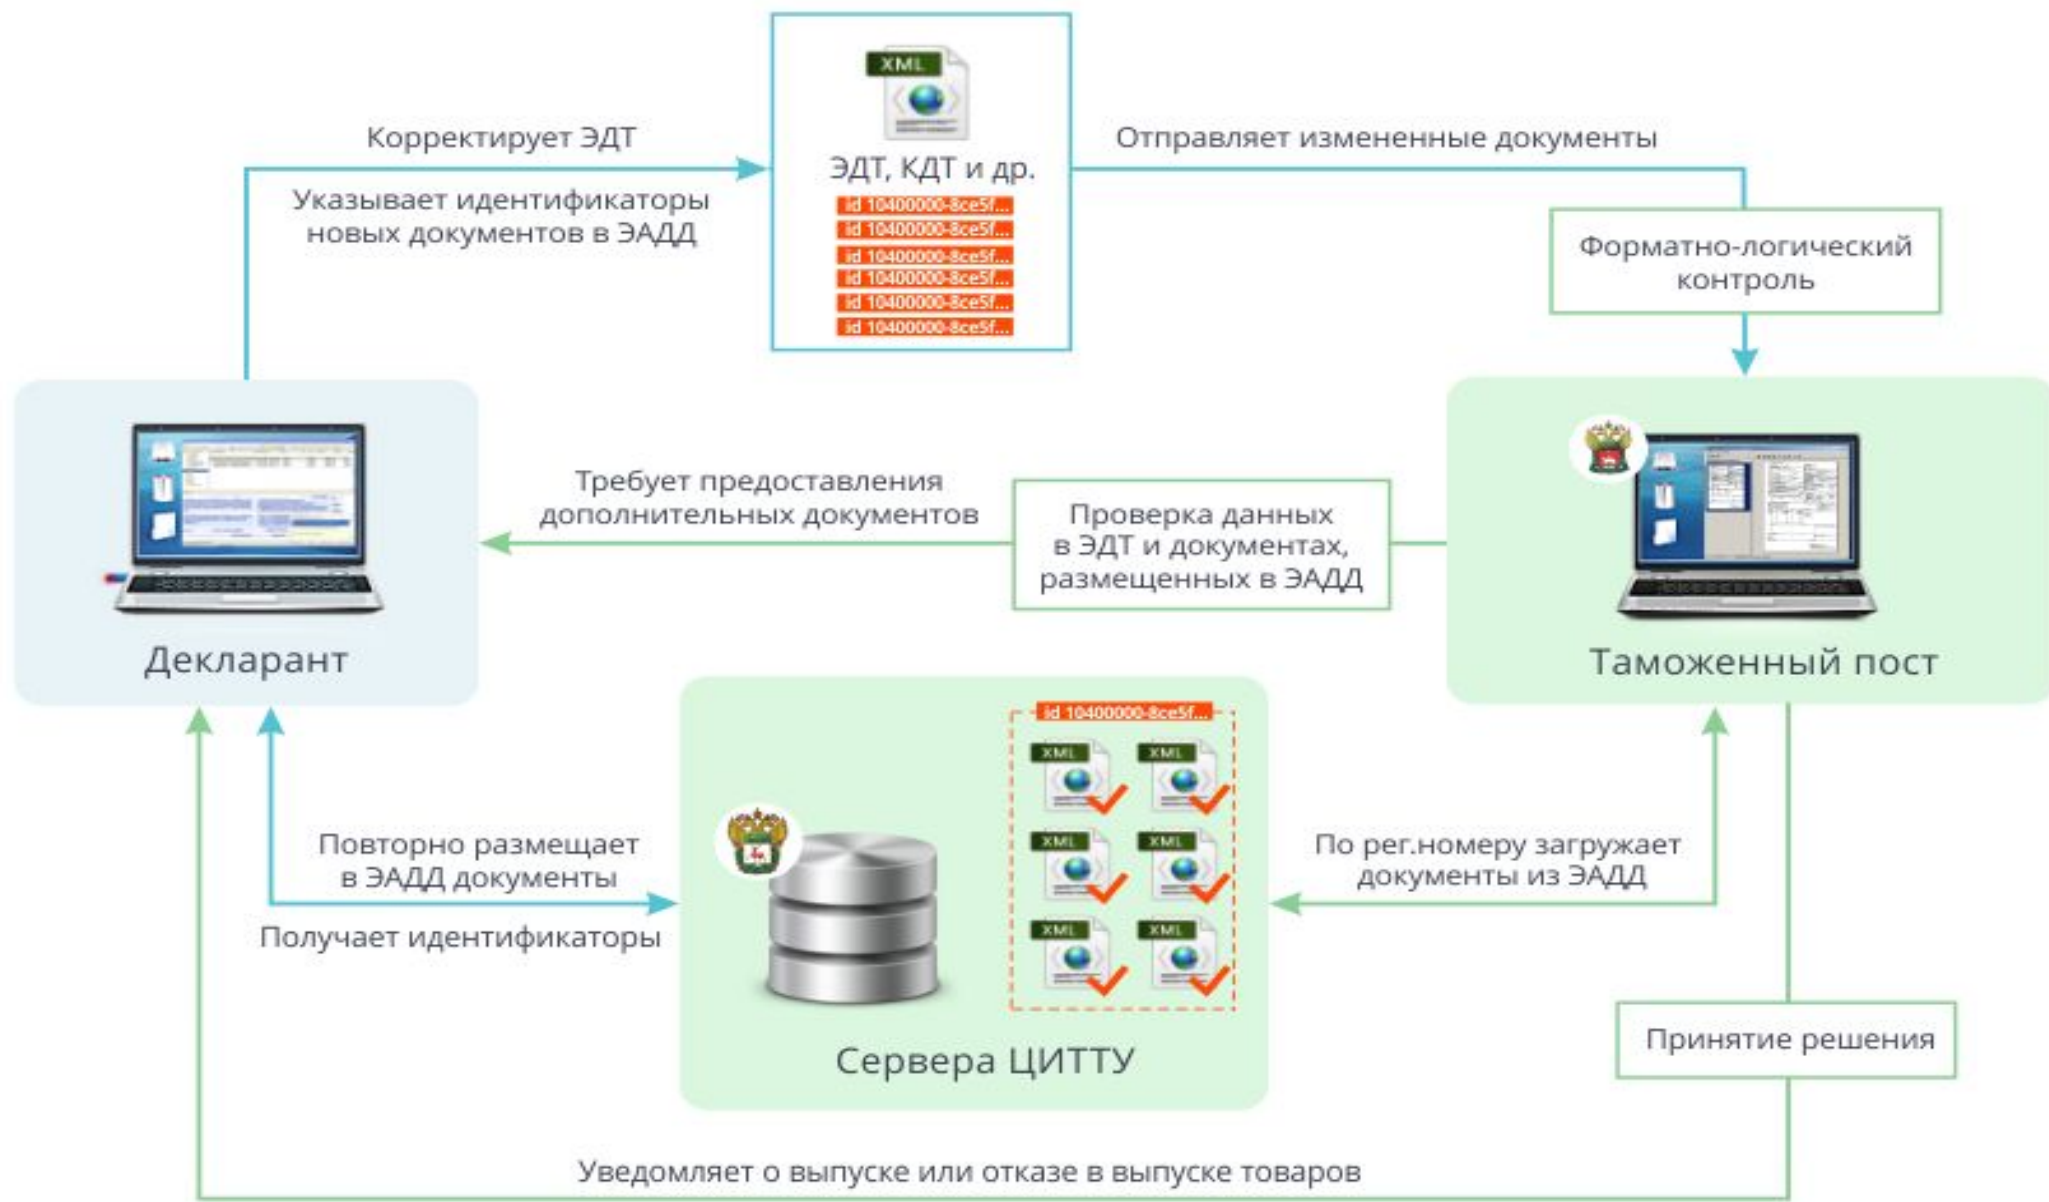 XML
ЭДТ, КДТ и др.
id 10400000-8ce5f...
id 10400000-8ce5f...
id 10400000-8ce5f...
id 10400000-8ce5f...
id 10400000-8ce5f...
id 10400000-8ce5f...
Корректирует ЭДТ
Указывает идентификаторы
новых документов в ЭАДД
Отправляет измененные документы
Форматно-логический
контроль
Декларант
Требует предоставления
дополнительных документов
Проверка данных
в ЭДТ и документах,
размещенных в ЭАДД
Таможенный пост
Повторно размещает
в ЭАДД документы
Получает идентификаторы
id 10400000-8ce5f...
XML
XML
XML
XML
XML
XML
Сервера ЦИТТУ
По рег.номеру загружает
документы из ЭАДД
Принятие решения
Уведомляет о выпуске или отказе в выпуске товаров